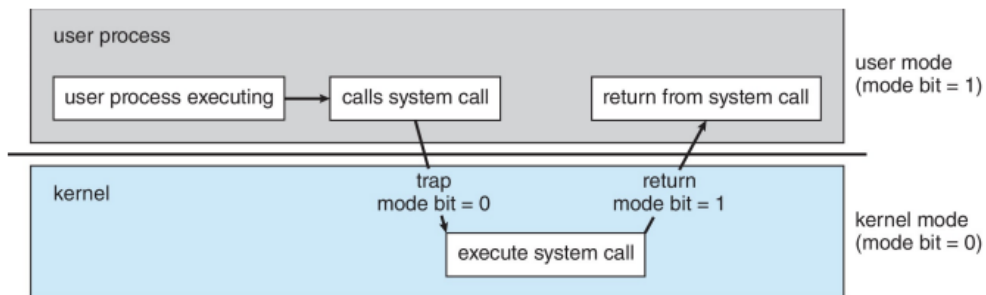 user process
user process executing
calls system call
return from system call
user mode
(mode bit = 1)
kernel
trap
mode bit = 0
return
mode bit = 1
execute system call
kernel mode
(mode bit = 0)